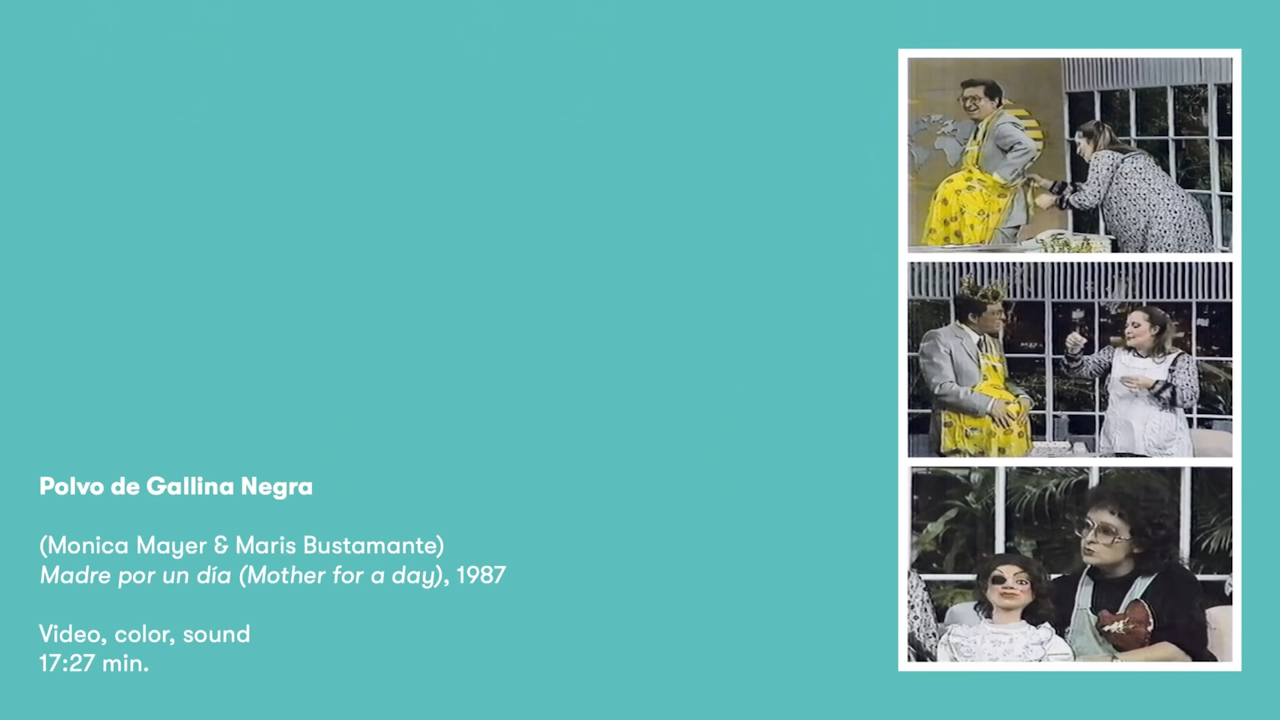 Polvo de Gallina Negra
(Monica Mayer & Maris Bustamante)
Madre por un día (Mother for a day), 1987
Video, color, sound
17:27 min.